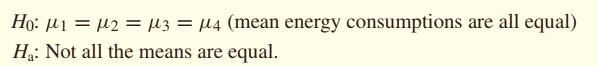 H₀: μ₁ = μ₂ = μ₃ = μ₄ (mean energy consumptions are all equal)
Hₐ: Not all the means are equal.